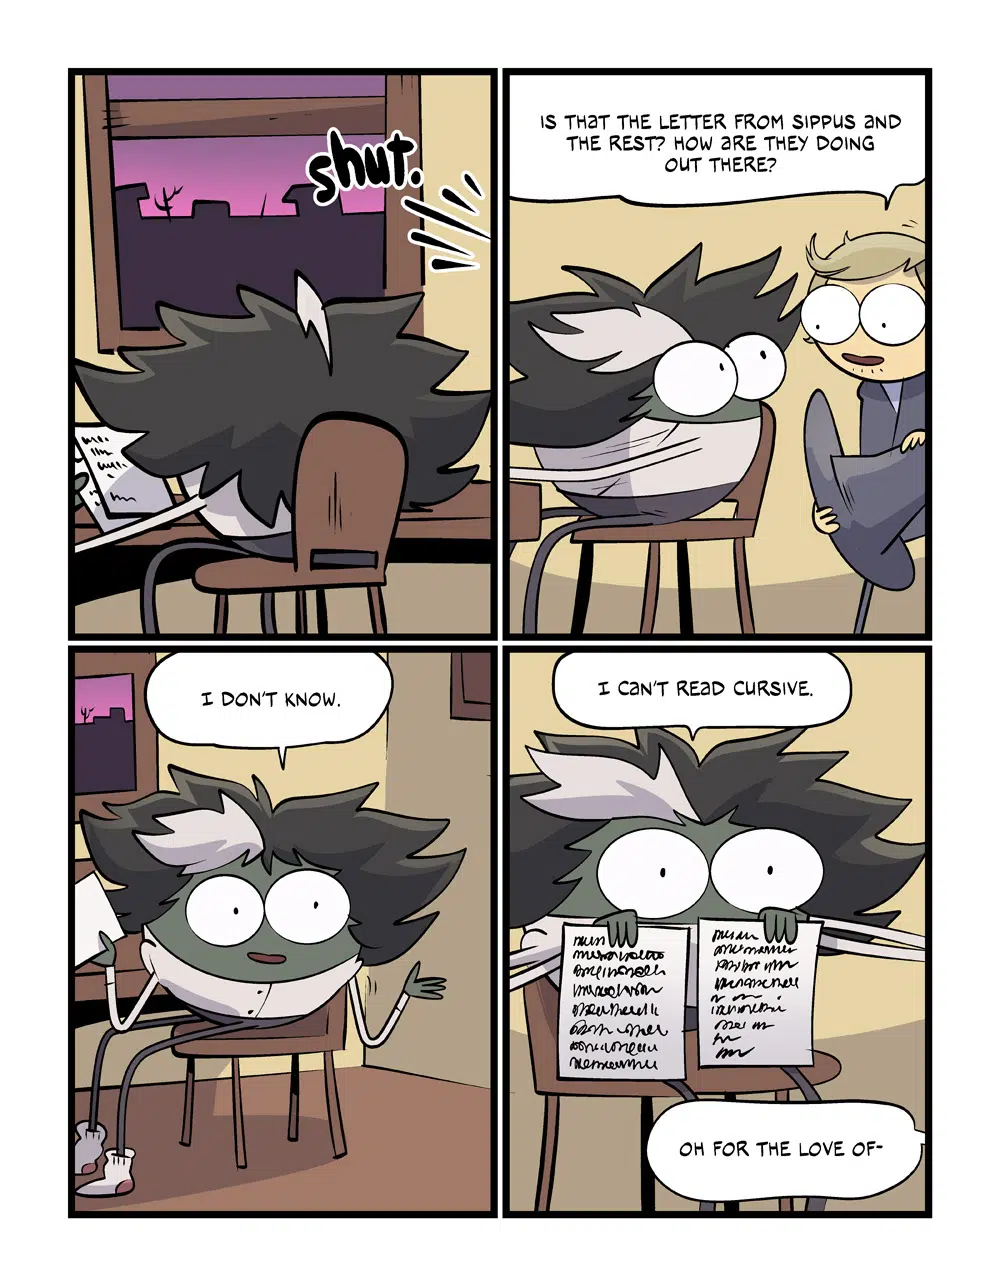 shut.
IS THAT THE LETTER FROM SIPPUS AND
THE REST? HOW ARE THEY DOING
OUT THERE?
I DON'T KNOW.
I CAN'T READ CURSIVE.
OH FOR THE LOVE OF-